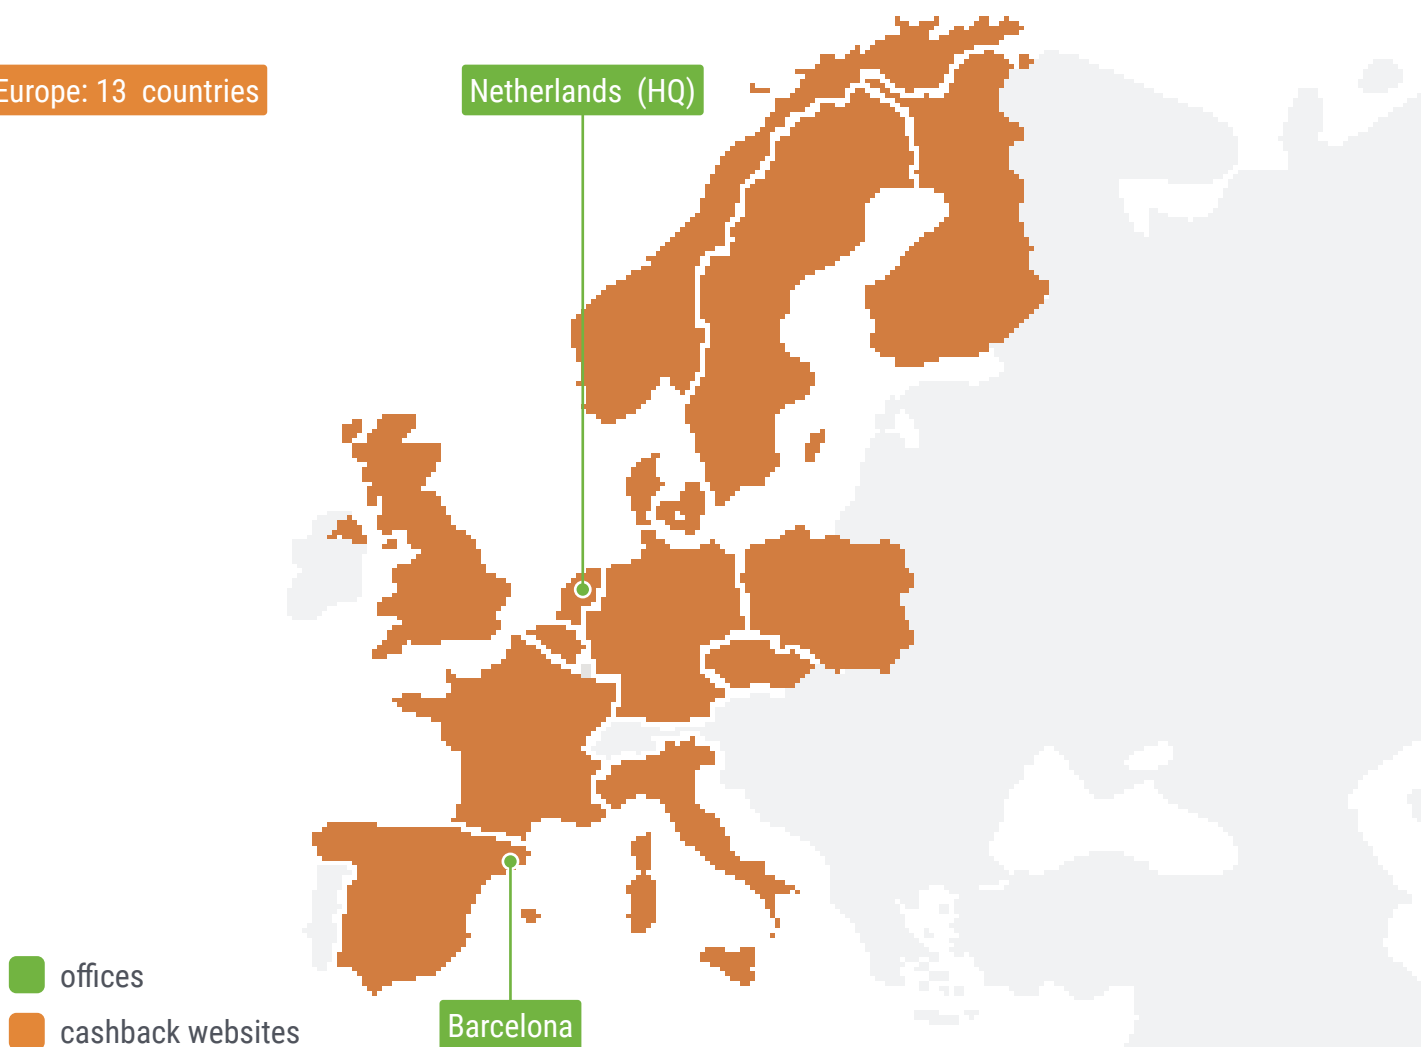 Europe: 13 countries
Netherlands (HQ)
offices
cashback websites
Barcelona